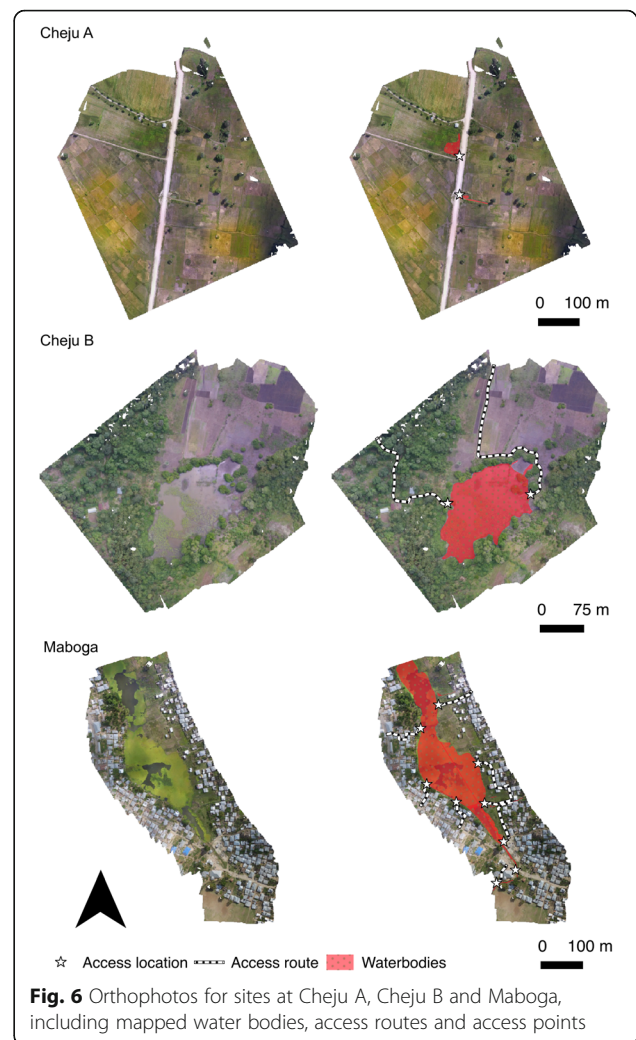 Cheju A
0 100 m
Cheju B
0 75 m
Maboga
0 100 m
Access location Access route Waterbodies
Fig. 6 Orthophotos for sites at Cheju A, Cheju B and Maboga,
including mapped water bodies, access routes and access points